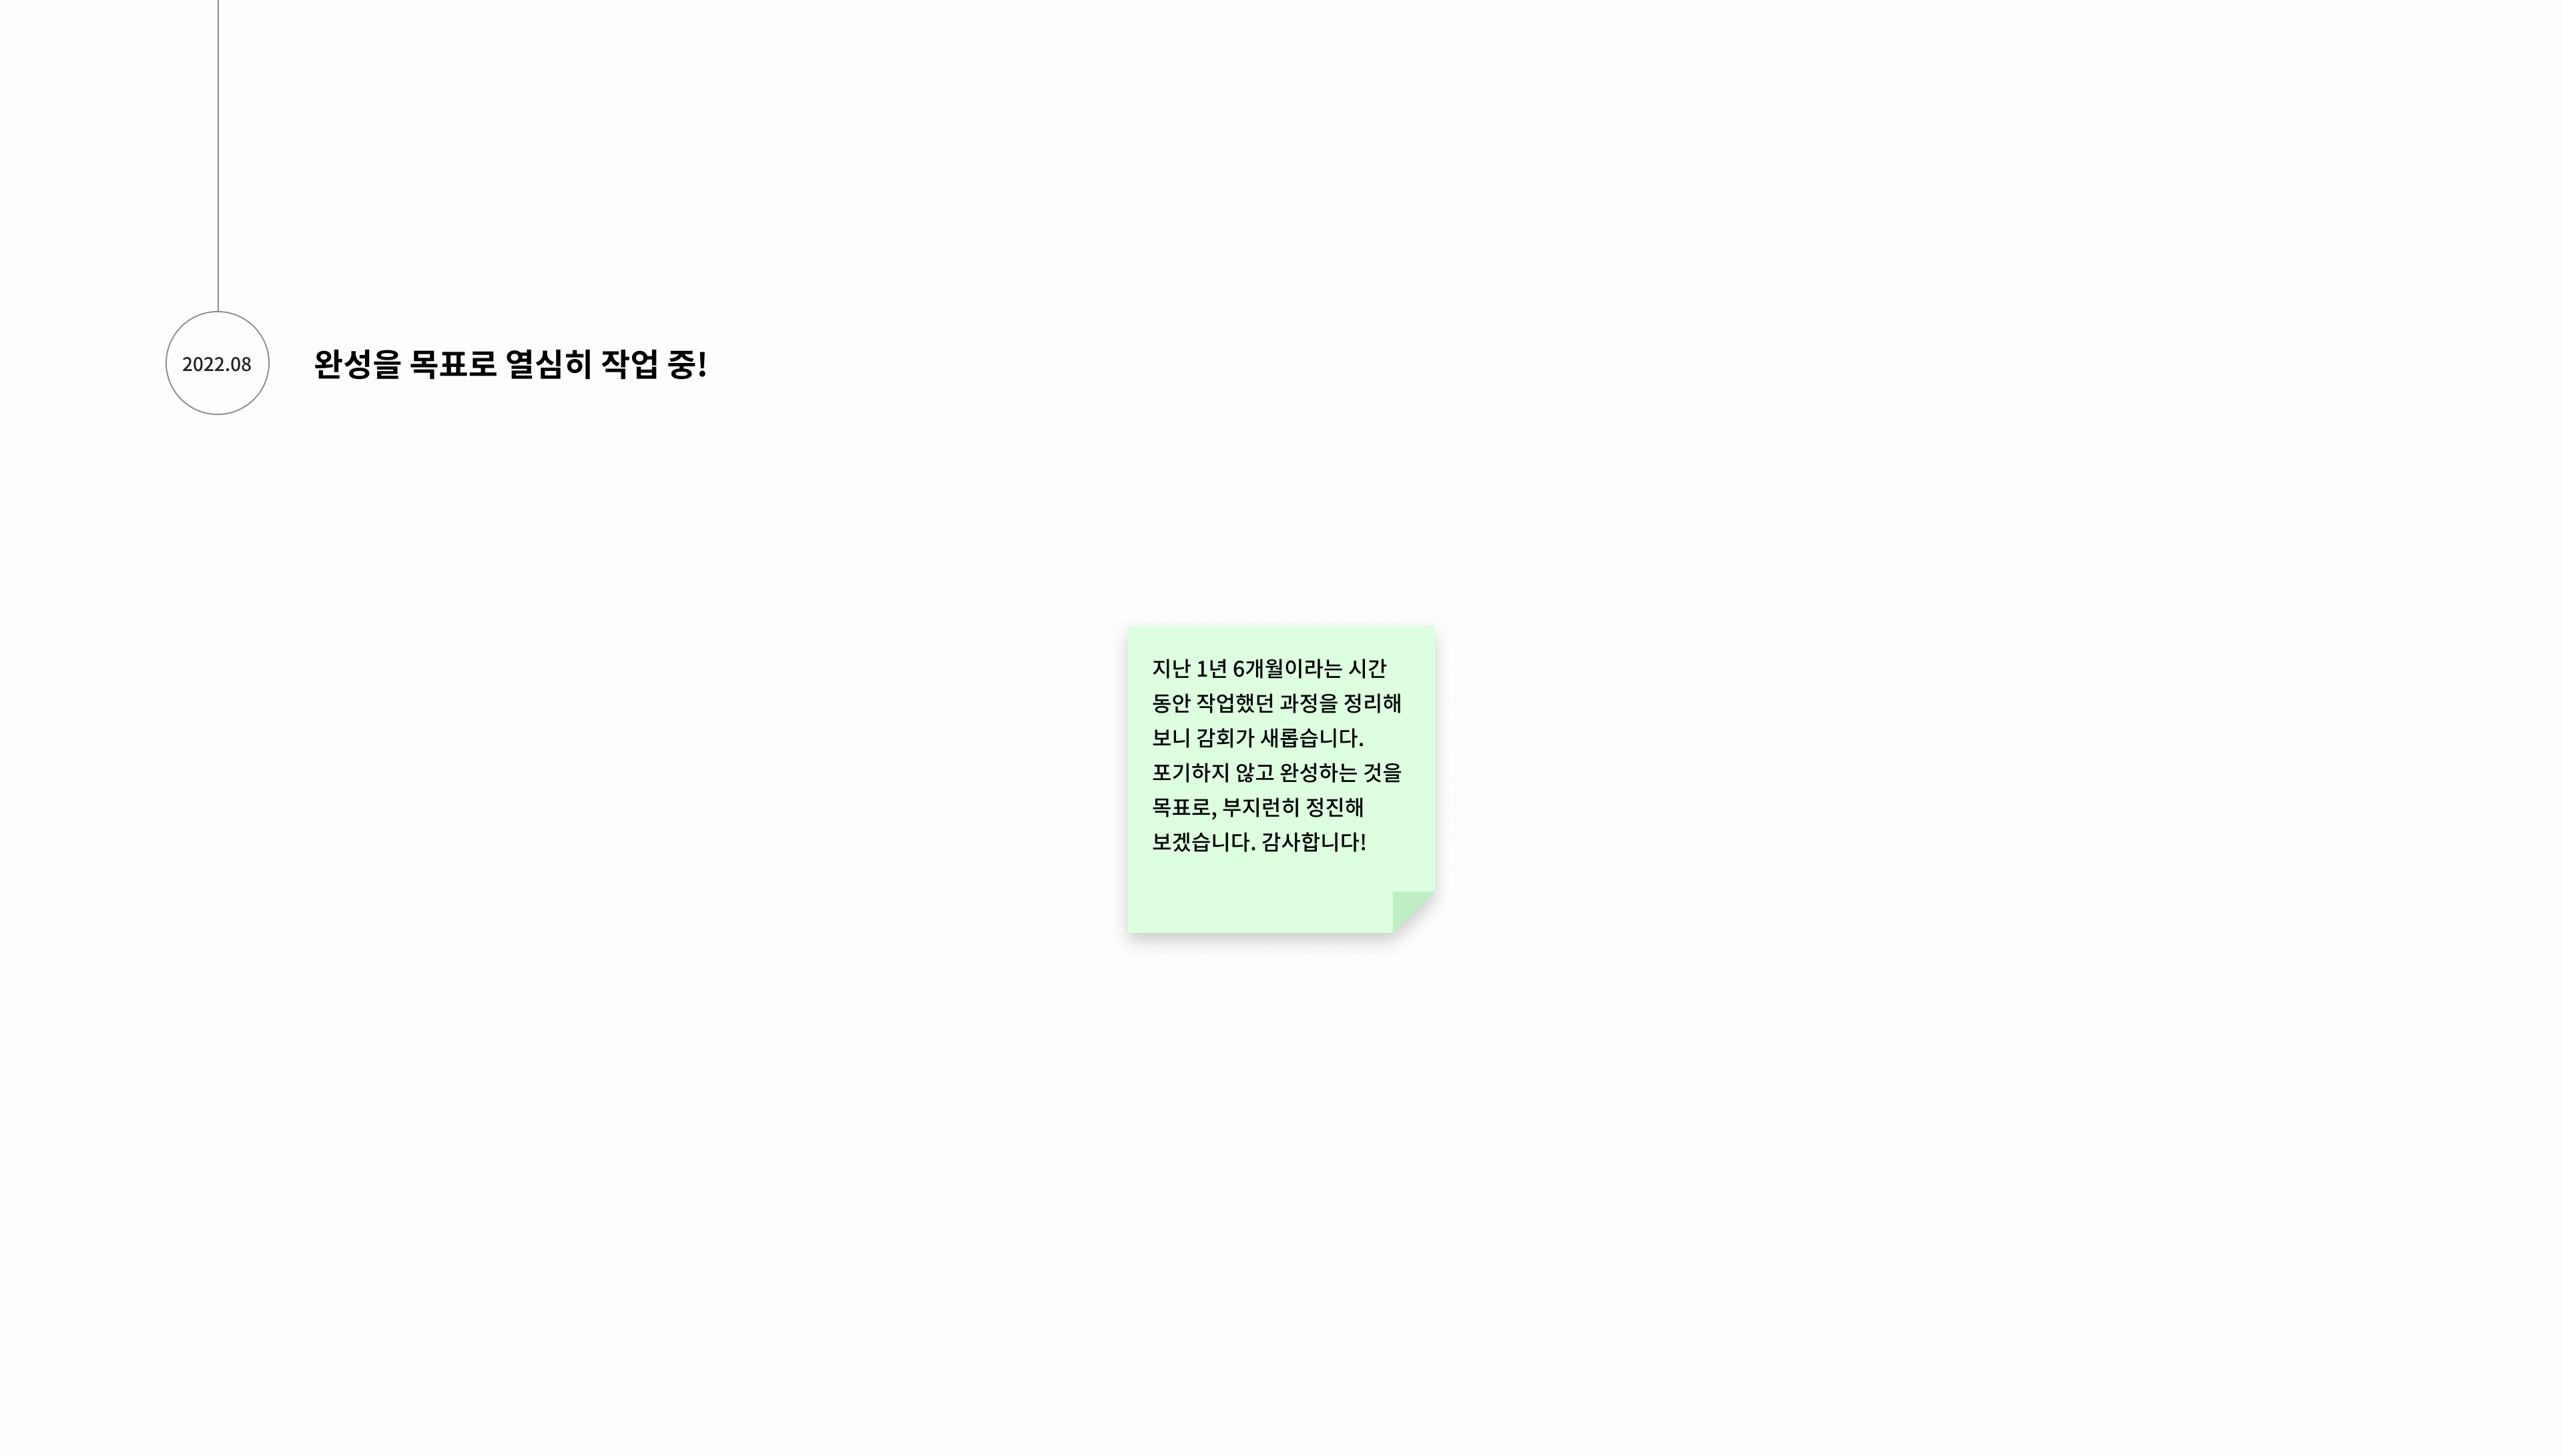 2022.08
완성을 목표로 열심히 작업 중!
지난 1년 6개월이라는 시간
동안 작업했던 과정을 정리해
보니 감회가 새롭습니다.
포기하지 않고 완성하는 것을
목표로, 부지런히 정진해
보겠습니다. 감사합니다!